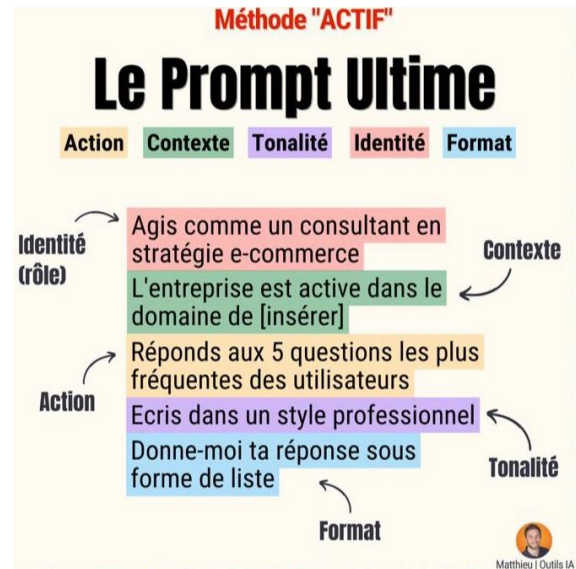 Méthode "ACTIF"
Le Prompt Ultime
Action Contexte Tonalité Identité Format
Identité
(rôle)
Agis comme un consultant en
stratégie e-commerce
Contexte
L'entreprise est active dans le
domaine de [insérer]
Action
Réponds aux 5 questions les plus
fréquentes des utilisateurs
Ecris dans un style professionnel
Tonalité
Donne-moi ta réponse sous
forme de liste
Format
Matthieu | Outils IA